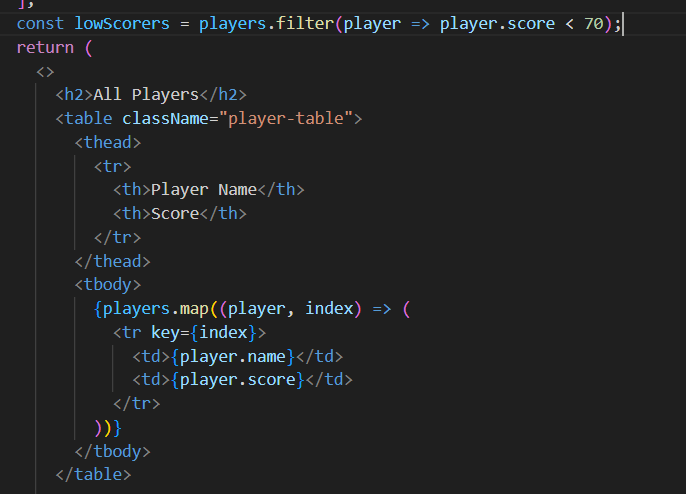 ];
const lowScorers = players.filter(player => player.score < 70);
return (
<>
<h2>All Players</h2>
<table className="player-table">
<thead>
<tr>
<th>Player Name</th>
<th>Score</th>
</tr>
</thead>
<tbody>
{players.map((player, index) => (
<tr key={index}>
<td>{player.name}</td>
<td>{player.score}</td>
</tr>
))}
</tbody>
</table>